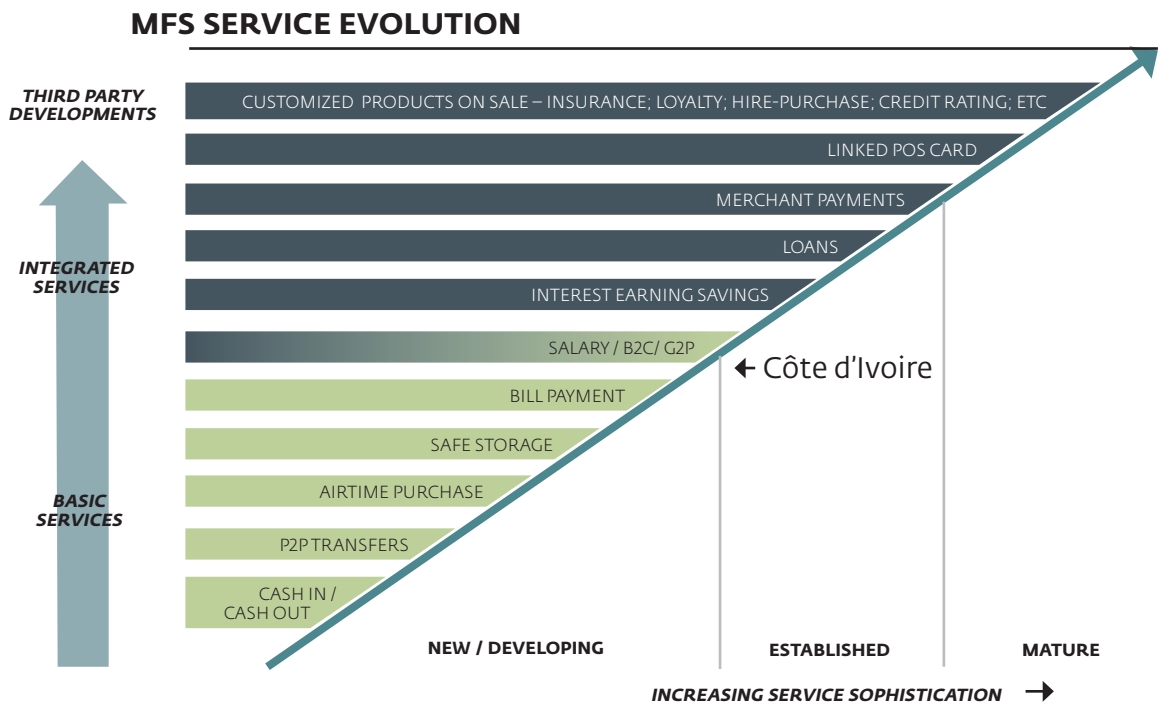 MFS SERVICE EVOLUTION
THIRD PARTY
DEVELOPMENTS
CUSTOMIZED PRODUCTS ON SALE – INSURANCE; LOYALTY; HIRE-PURCHASE; CREDIT RATING; ETC
LINKED POS CARD
MERCHANT PAYMENTS
LOANS
INTEGRATED
SERVICES
INTEREST EARNING SAVINGS
SALARY / B2C/ G2P
Côte d’Ivoire
BILL PAYMENT
SAFE STORAGE
AIRTIME PURCHASE
BASIC
SERVICES
P2P TRANSFERS
CASH IN /
CASH OUT
NEW / DEVELOPING
ESTABLISHED
MATURE
INCREASING SERVICE SOPHISTICATION